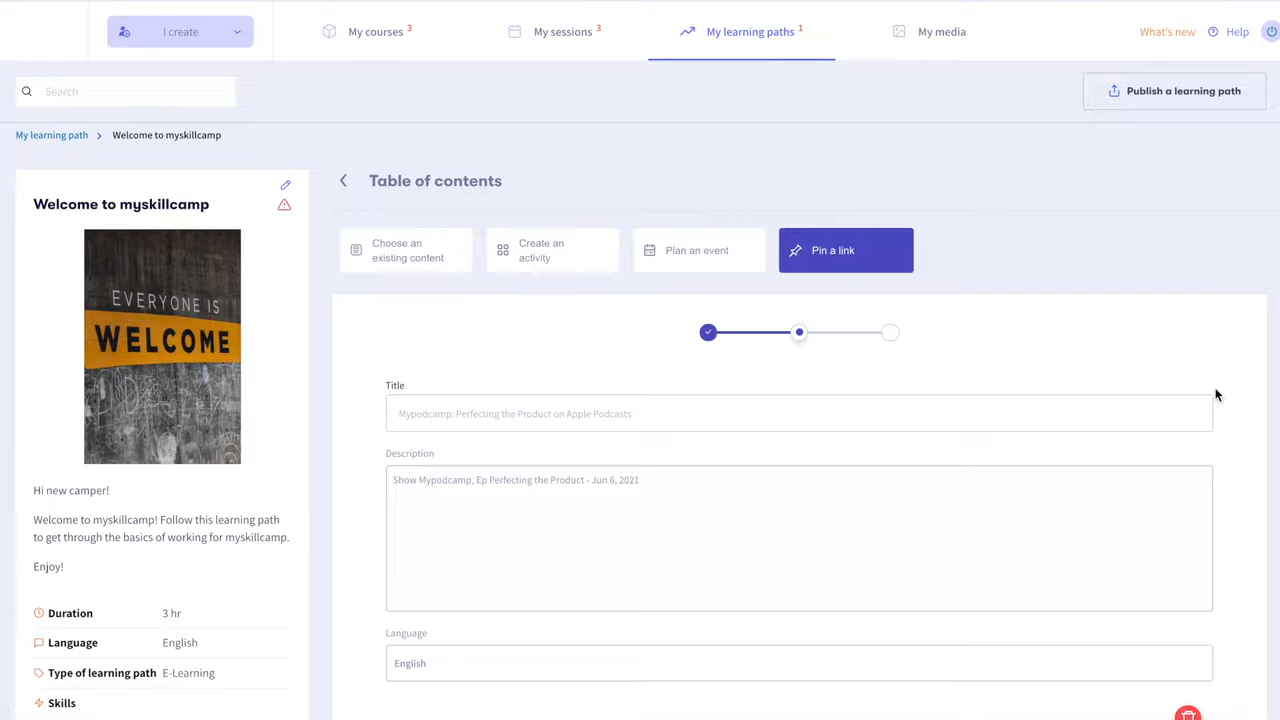 I create
My courses 3
My sessions 3
My learning paths 1
My media
What's new
Help
Search
Publish a learning path
My learning path > Welcome to myskillcamp
Welcome to myskillcamp
EVERYONE IS
WELCOME
Hi new camper!
Welcome to myskillcamp! Follow this learning path
to get through the basics of working for myskillcamp.
Enjoy!
Duration 3 hr
Language English
Type of learning path E-Learning
Skills
Table of contents
Choose an
existing content
Create an
activity
Plan an event
Pin a link
Title
Mypodcamp: Perfecting the Product on Apple Podcasts
Description
Show Mypodcamp, Ep Perfecting the Product - Jun 6, 2021
Language
English